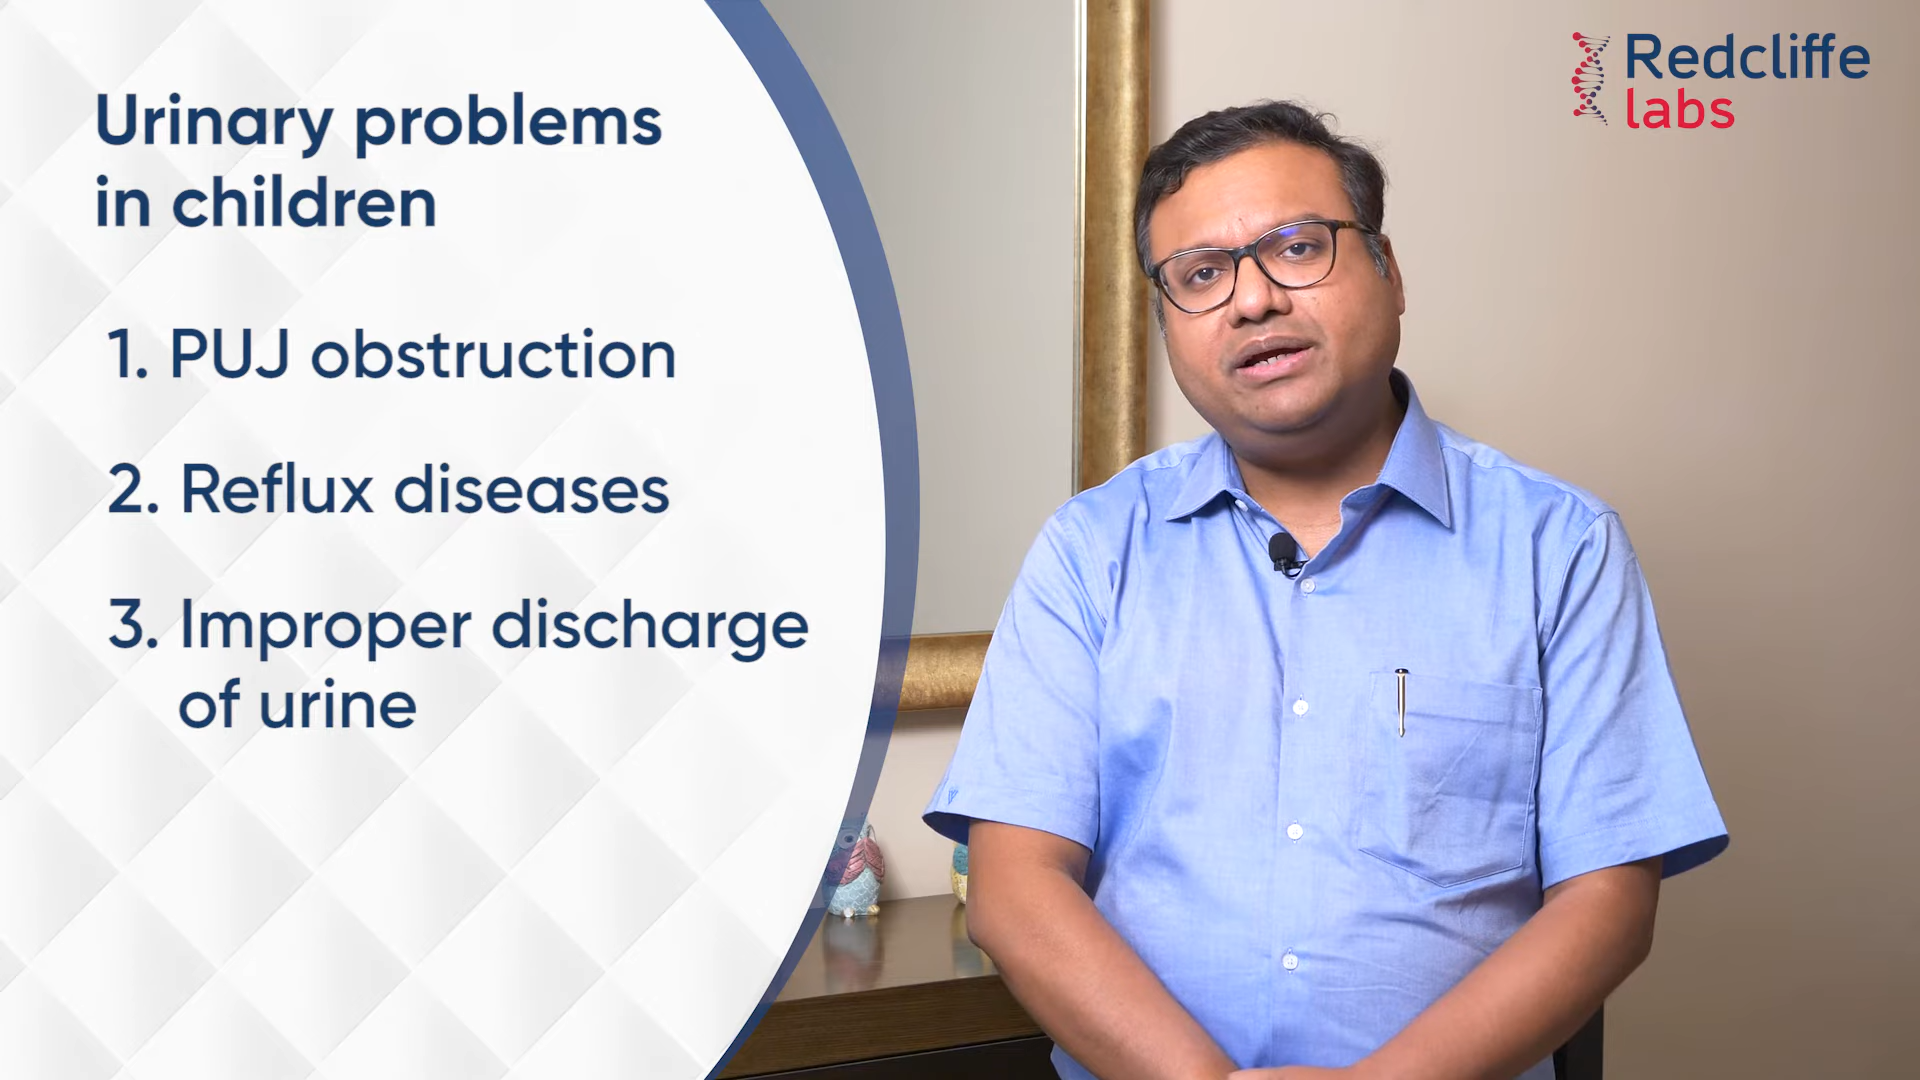 Urinary problems
in children
1. PUJ obstruction
2. Reflux diseases
3. Improper discharge
of urine
Redcliffe
labs